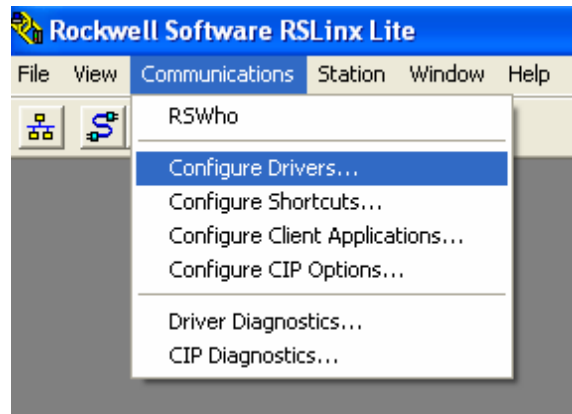 Rockwell Software RSLinx Lite
File View Communications Station Window Help
RSWho
Configure Drivers...
Configure Shortcuts...
Configure Client Applications...
Configure CIP Options...
Driver Diagnostics...
CIP Diagnostics...